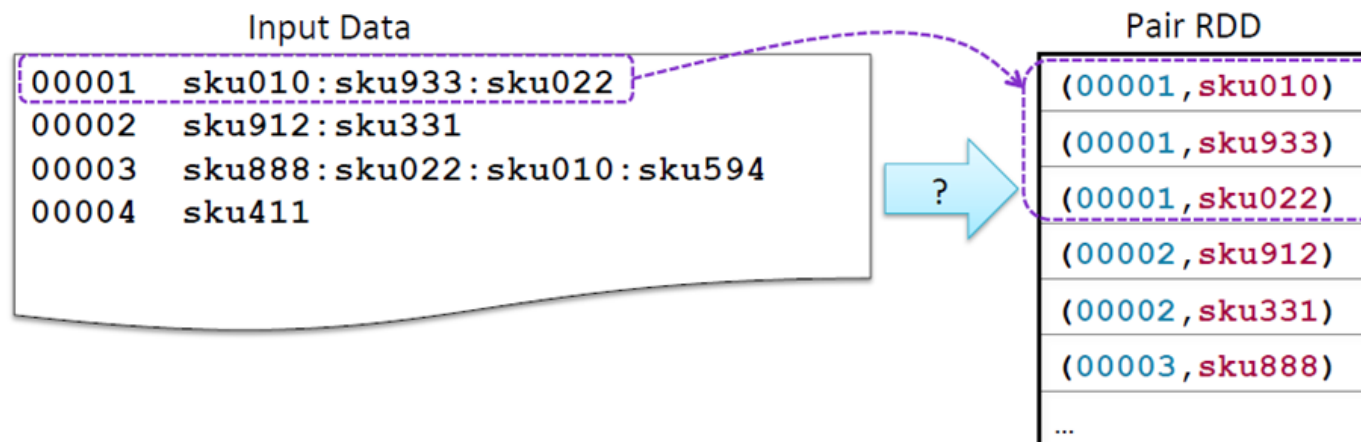 Input Data
00001 sku010:sku933:sku022
00002 sku912:sku331
00003 sku888:sku022:sku010:sku594
00004 sku411
?
Pair RDD
(00001,sku010)
(00001,sku933)
(00001,sku022)
(00002,sku912)
(00002,sku331)
(00003,sku888)
…